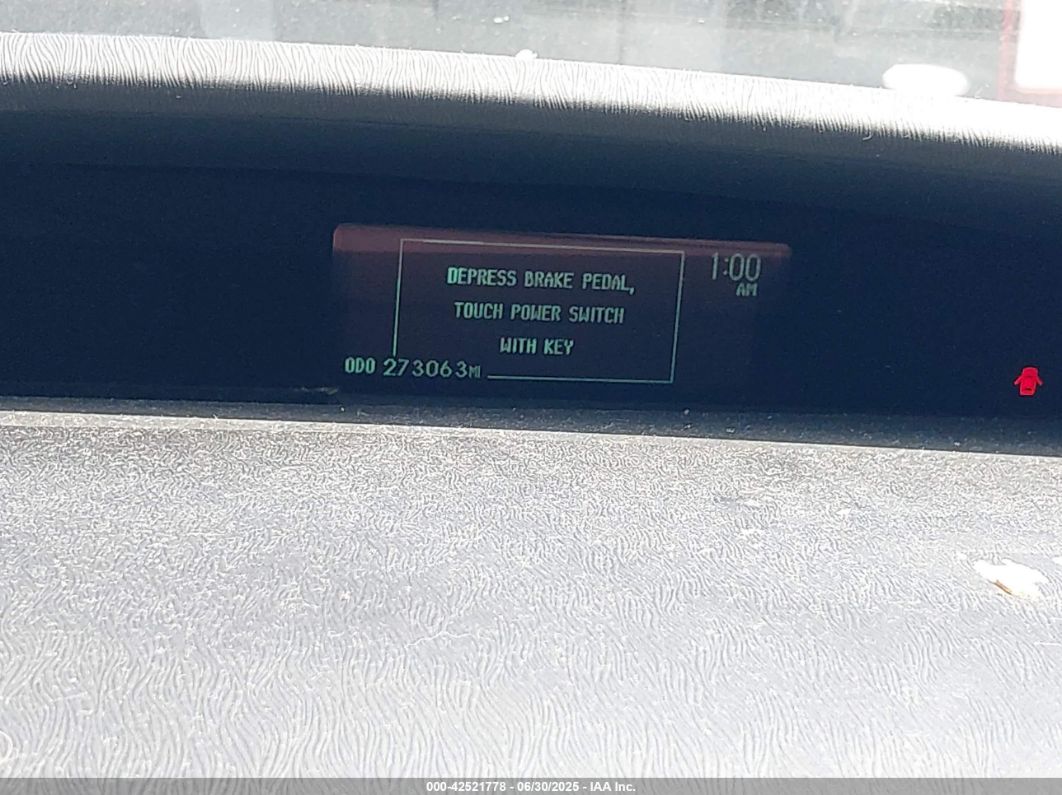 DEPRESS BRAKE PEDAL,
TOUCH POWER SWITCH
WITH KEY
1:00
AM
ODO 273063MI
000-42521778 - 06/30/2025 - IAA Inc.